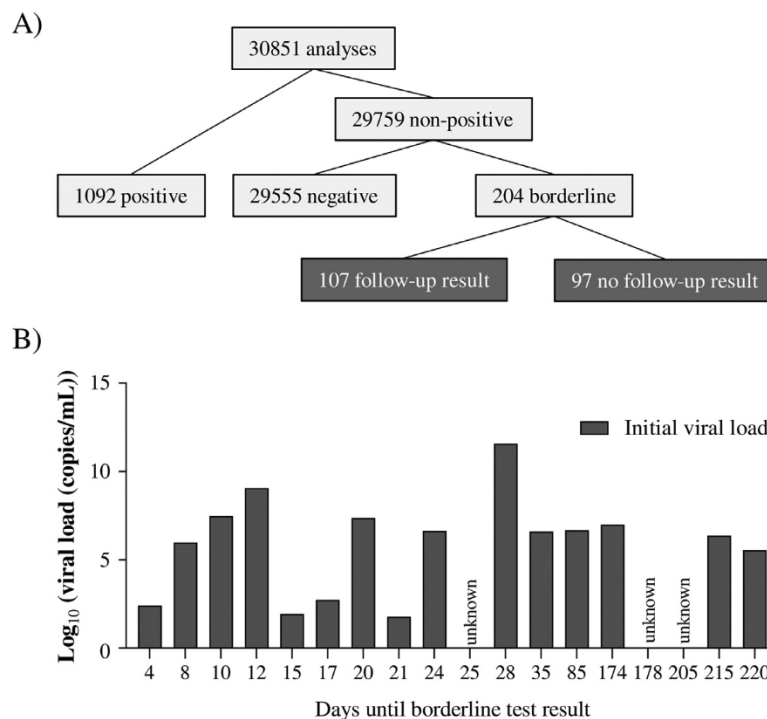 A)
30851 analyses
29759 non-positive
1092 positive 29555 negative 204 borderline
107 follow-up result 97 no follow-up result
B)
Log₁₀ (viral load (copies/mL))
15
10
5
0
Initial viral load
unknown unknown unknown
4 8 10 12 15 17 20 21 24 25 28 35 85 174 178 205 215 220
Days until borderline test result